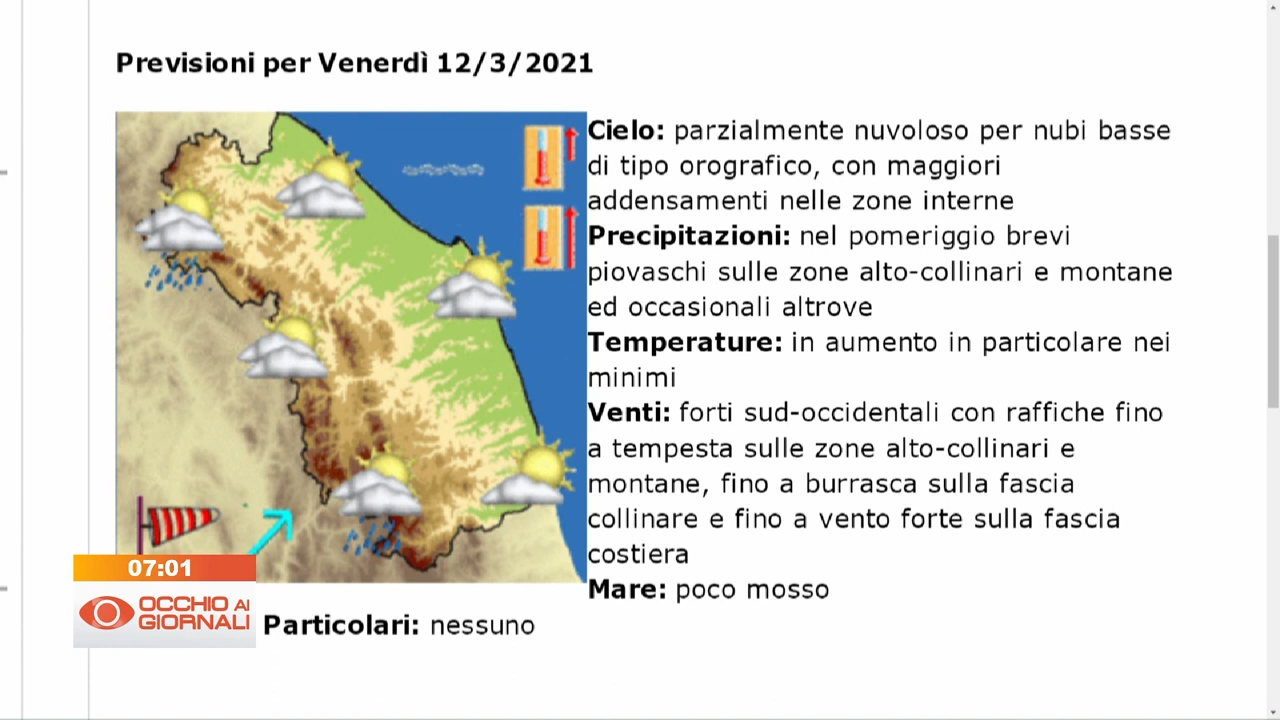 Previsioni per Venerdì 12/3/2021
Cielo: parzialmente nuvoloso per nubi basse
di tipo orografico, con maggiori
addensamenti nelle zone interne
Precipitazioni: nel pomeriggio brevi
piovaschi sulle zone alto-collinari e montane
ed occasionali altrove
Temperature: in aumento in particolare nei
minimi
Venti: forti sud-occidentali con raffiche fino
a tempesta sulle zone alto-collinari e
montane, fino a burrasca sulla fascia
collinare e fino a vento forte sulla fascia
costiera
Mare: poco mosso
Particolari: nessuno
07:01
OCCHIO AI
GIORNALI